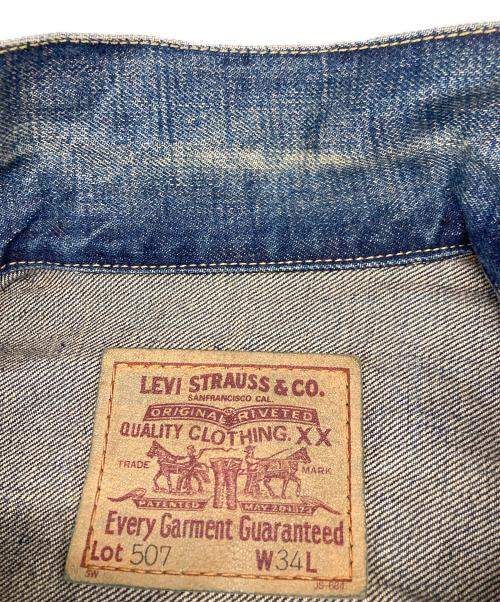 LEVI STRAUSS & CO.
SANFRANCISCO CAL.
ORIGINAL RIVETED
QUALITY CLOTHING. XX
TRADE MARK
PATENTED MAY 20 1873
Every Garment Guaranteed
Lot 507 W34L
SW